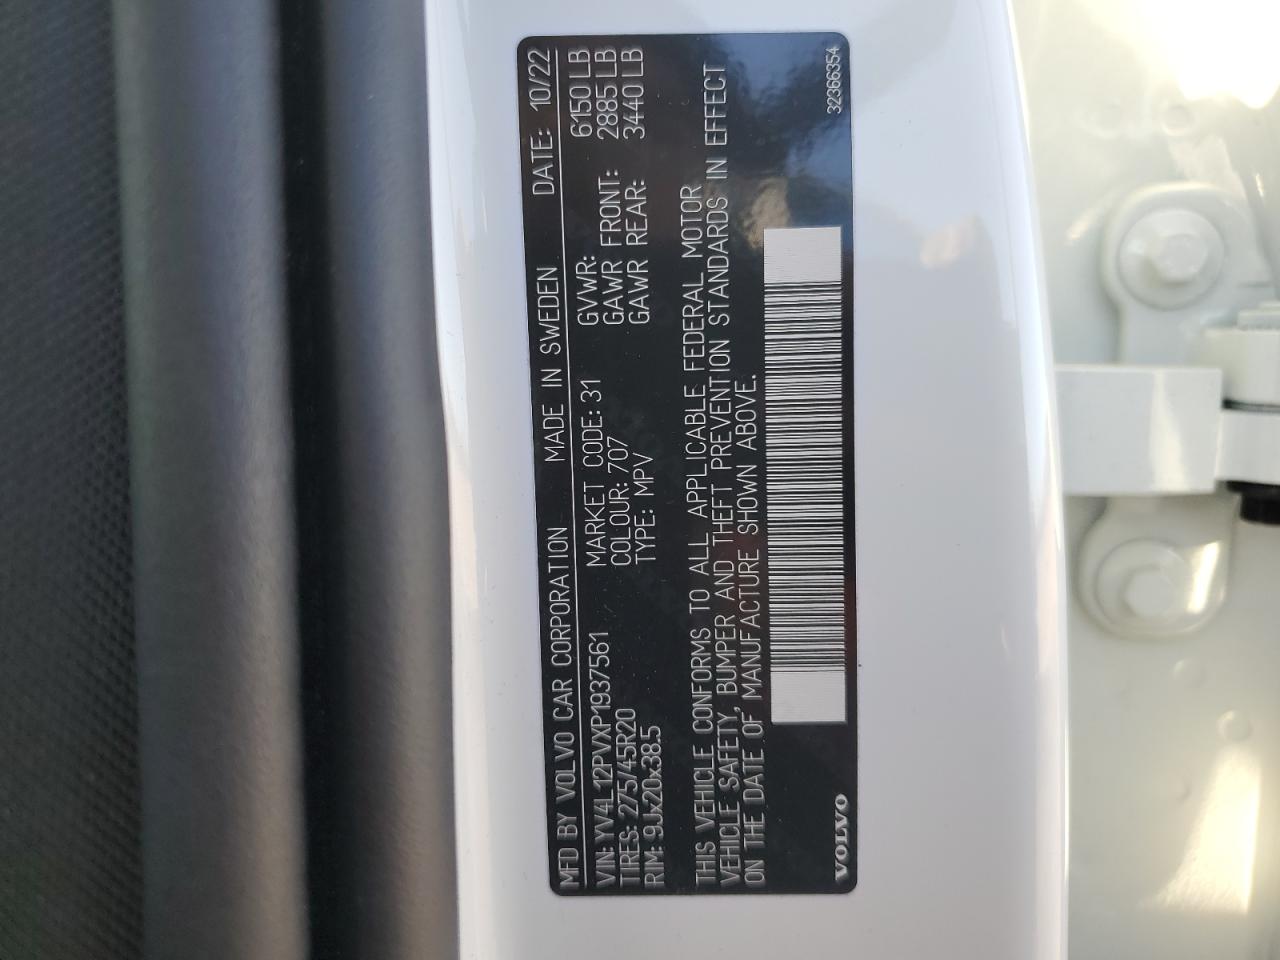 MFD BY VOLVO CAR CORPORATION MADE IN SWEDEN DATE: 10/22
VIN: YV4L12PVXP1937561 MARKET CODE: 31 GVWR: 6150 LB
TIRES: 275/45R20 COLOUR: 707 GAWR FRONT: 2885 LB
RIM: 9Jx20x38.5 TYPE: MPV GAWR REAR: 3440 LB
THIS VEHICLE CONFORMS TO ALL APPLICABLE FEDERAL MOTOR
VEHICLE SAFETY, BUMPER AND THEFT PREVENTION STANDARDS IN EFFECT
ON THE DATE OF MANUFACTURE SHOWN ABOVE.
VOLVO 32366354